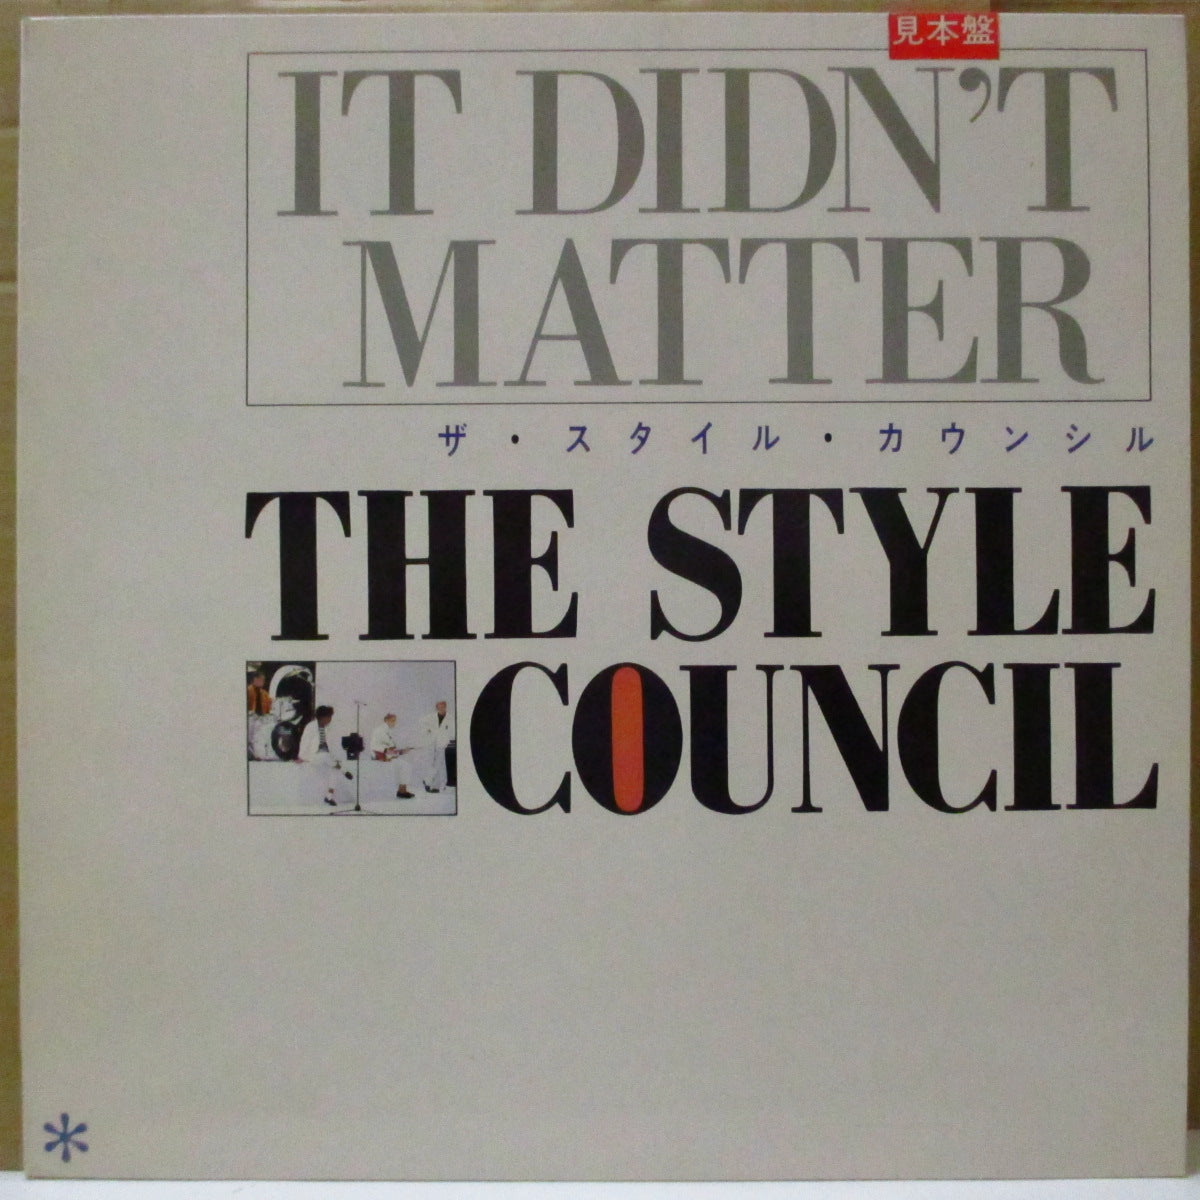 見本盤
IT DIDN'T
MATTER
ザ・スタイル・カウンシル
THE STYLE
COUNCIL
*